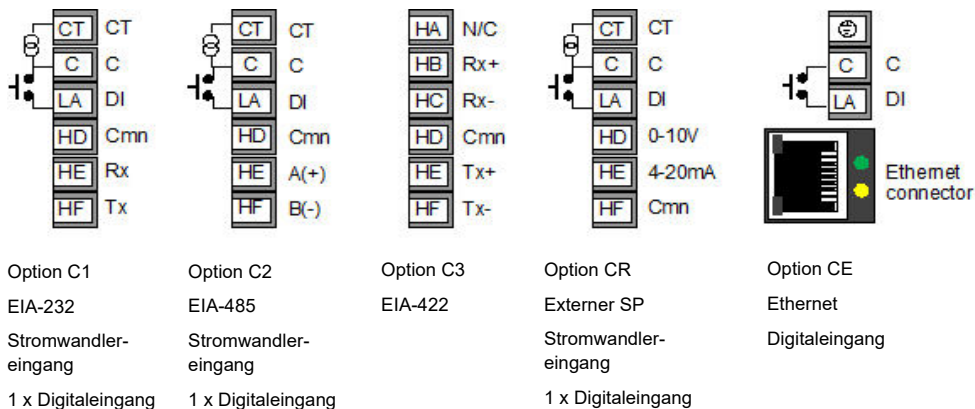 CT CT
C C
LA DI
HD Cmn
HE Rx
HF Tx
CT CT
C C
LA DI
HD Cmn
HE A(+)
HF B(-)
HA N/C
HB Rx+
HC Rx-
HD Cmn
HE Tx+
HF Tx-
CT CT
C C
LA DI
HD 0-10V
HE 4-20mA
HF Cmn
C C
LA DI
Ethernet
connector
Option C1
EIA-232
Stromwandler-
eingang
1 x Digitaleingang
Option C2
EIA-485
Stromwandler-
eingang
1 x Digitaleingang
Option C3
EIA-422
Option CR
Externer SP
Stromwandler-
eingang
1 x Digitaleingang
Option CE
Ethernet
Digitaleingang